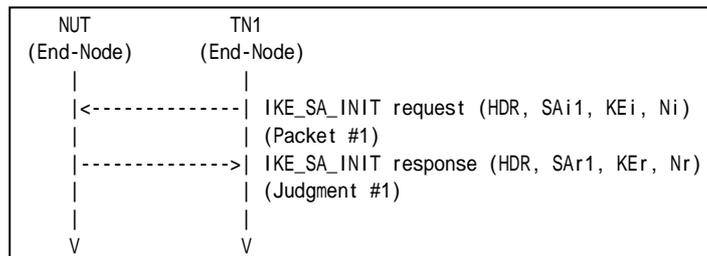 NUT TN1
(End-Node) (End-Node)
| |
|<--------------| IKE_SA_INIT request (HDR, SAi1, KEi, Ni)
| | (Packet #1)
|-------------->| IKE_SA_INIT response (HDR, SAr1, KEr, Nr)
| | (Judgment #1)
| |
V V